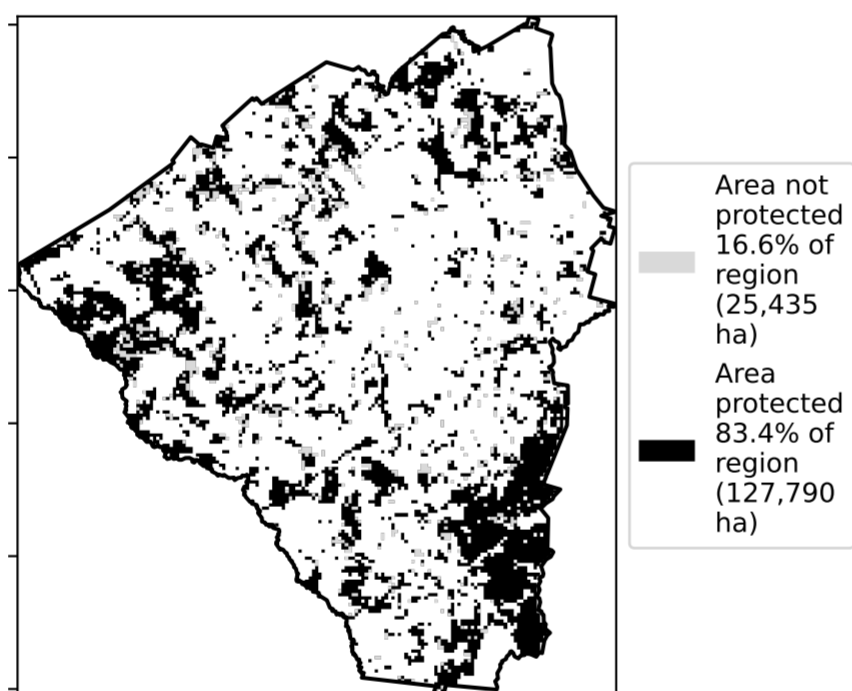 Area not
protected
16.6% of
region
(25,435
ha)
Area
protected
83.4% of
region
(127,790
ha)